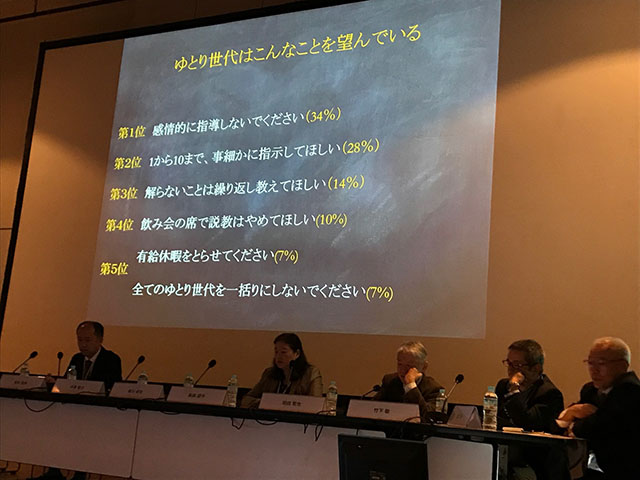 ゆとり世代はこんなことを望んでいる
第1位 感情的に指導しないでください(34%)
第2位 1から10まで、事細かに指示してほしい(28%)
第3位 解らないことは繰り返し教えてほしい(14%)
第4位 飲み会の席で説教はやめてほしい(10%)
有給休暇をとらせてください(7%)
第5位
全てのゆとり世代を一括りにしないでください(7%)